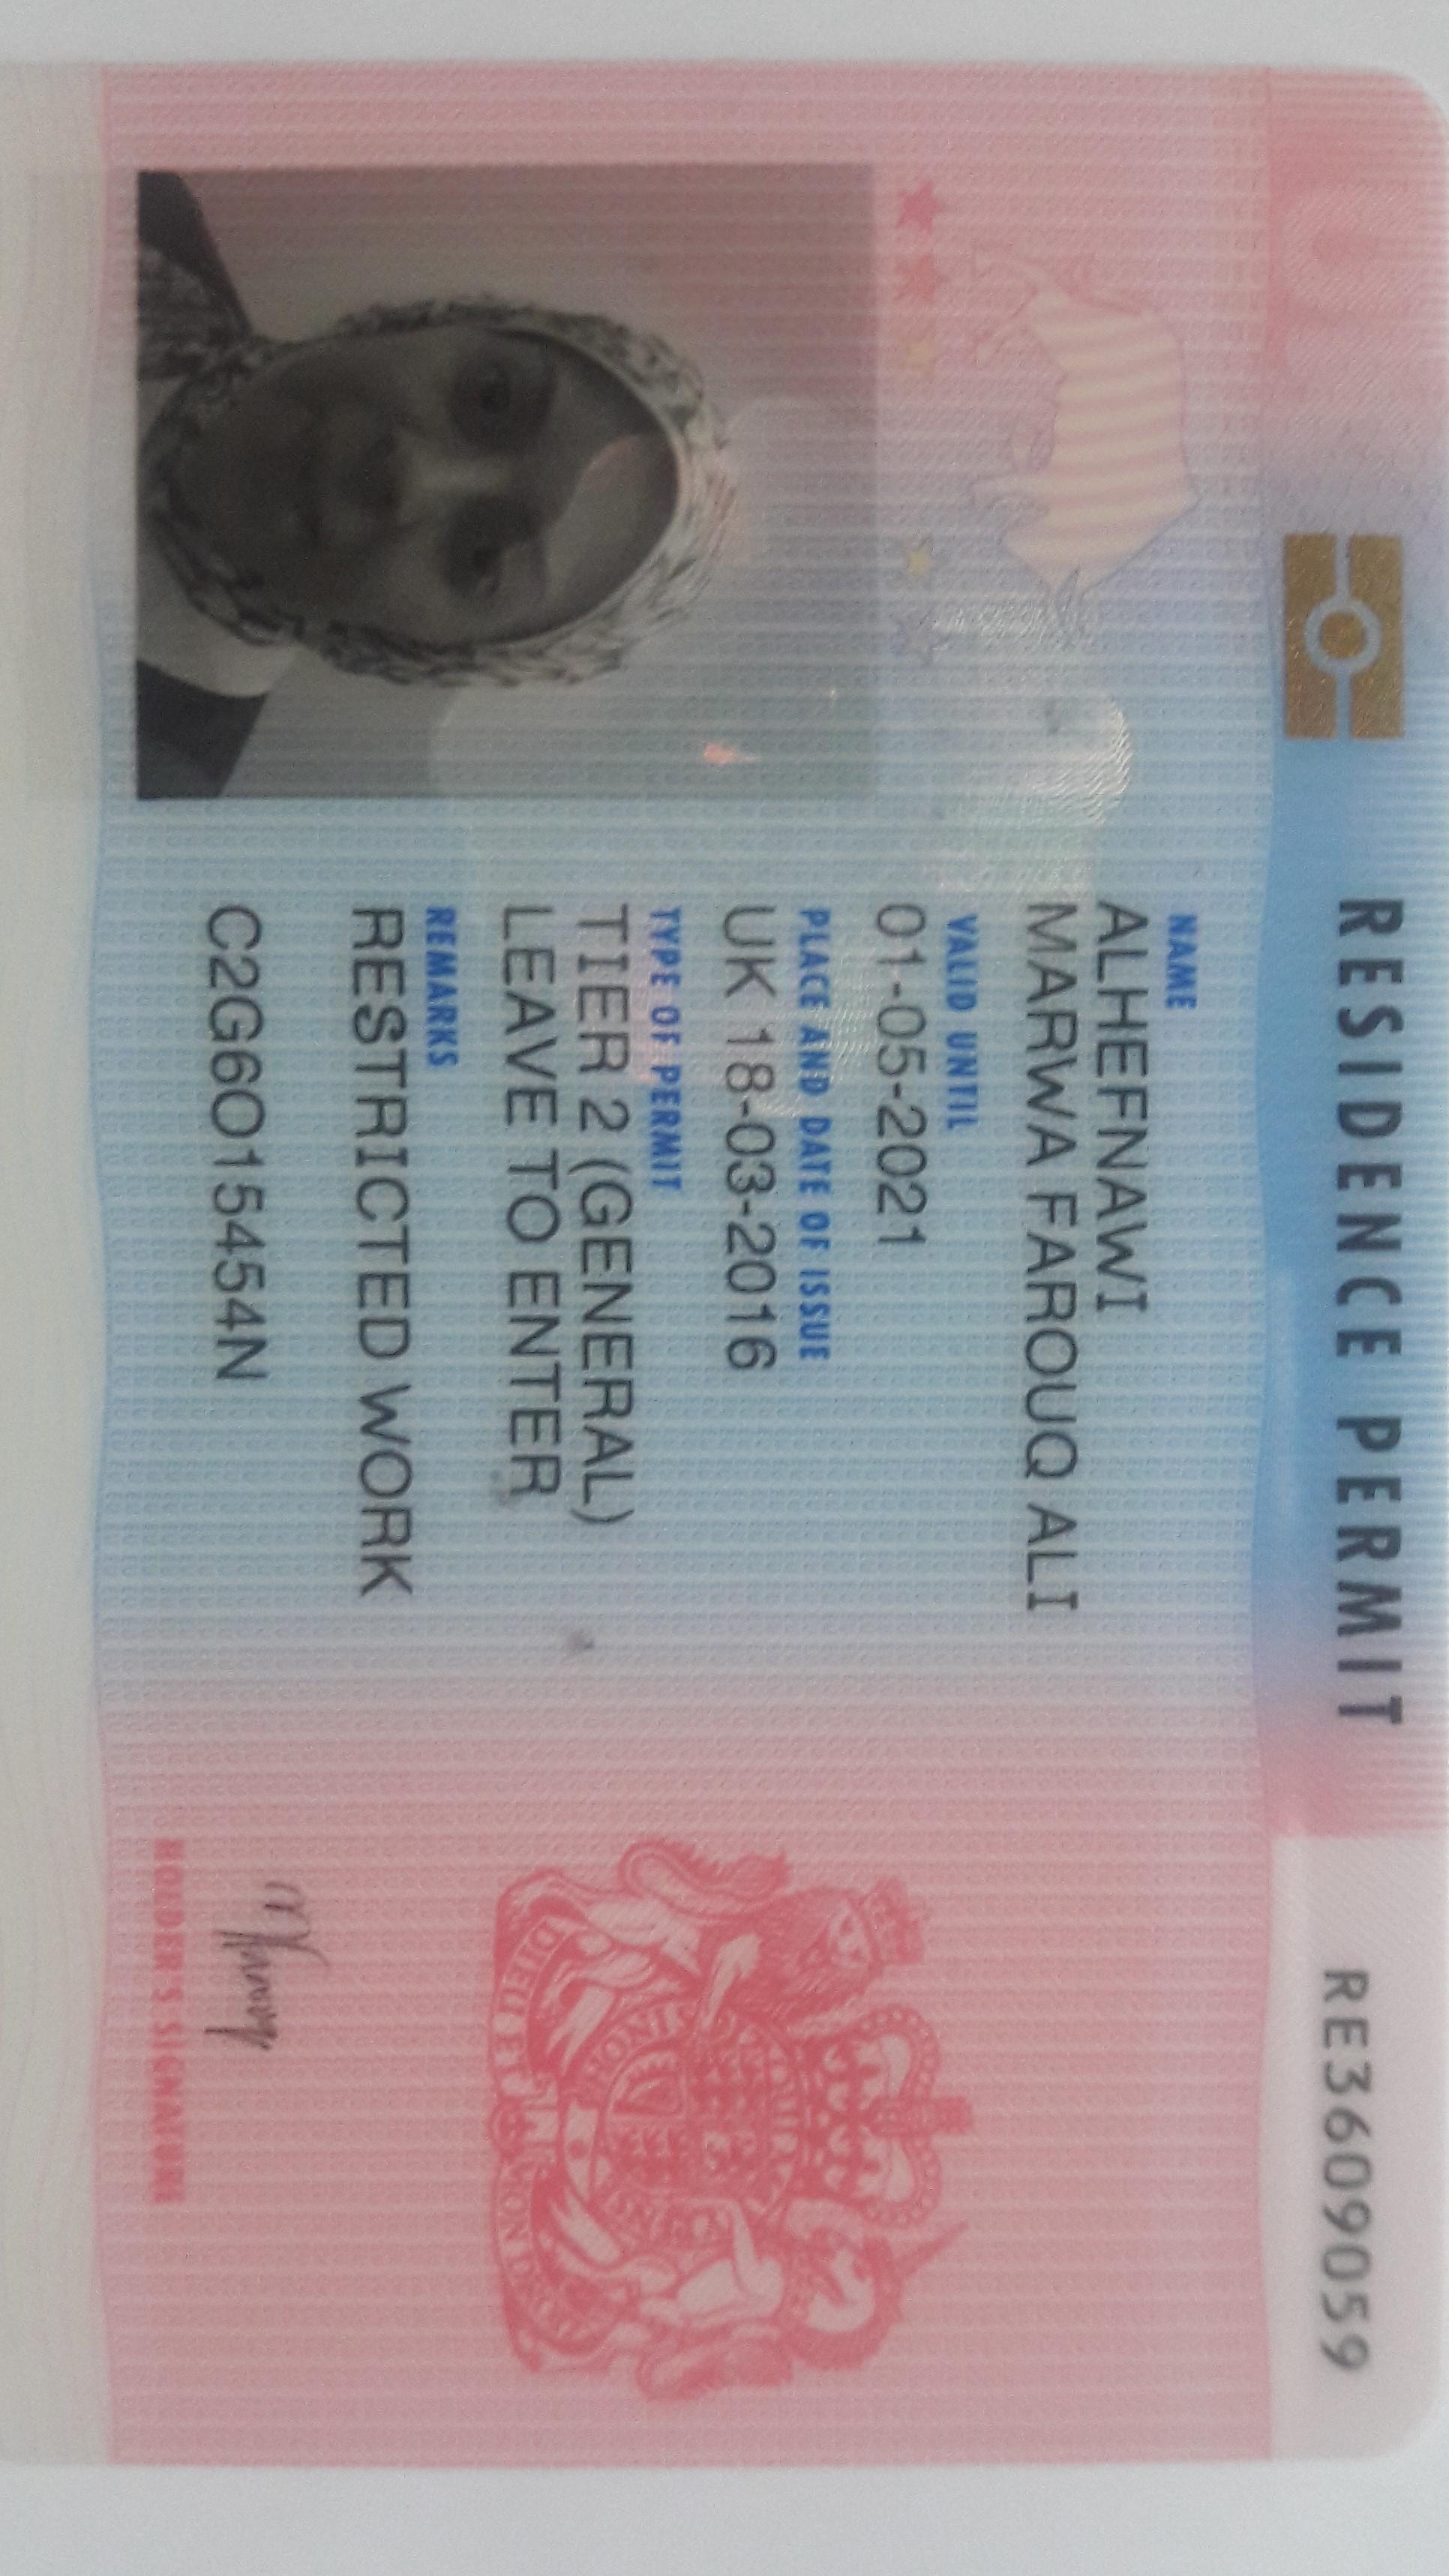 RESIDENCE PERMIT
RE3609059
NAME
ALHEFNAWI
MARWA FAROUQ ALI
VALID UNTIL
01-05-2021
PLACE AND DATE OF ISSUE
UK 18-03-2016
TYPE OF PERMIT
TIER 2 (GENERAL)
LEAVE TO ENTER
REMARKS
RESTRICTED WORK
C2G6O15454N
HOLDER'S SIGNATURE